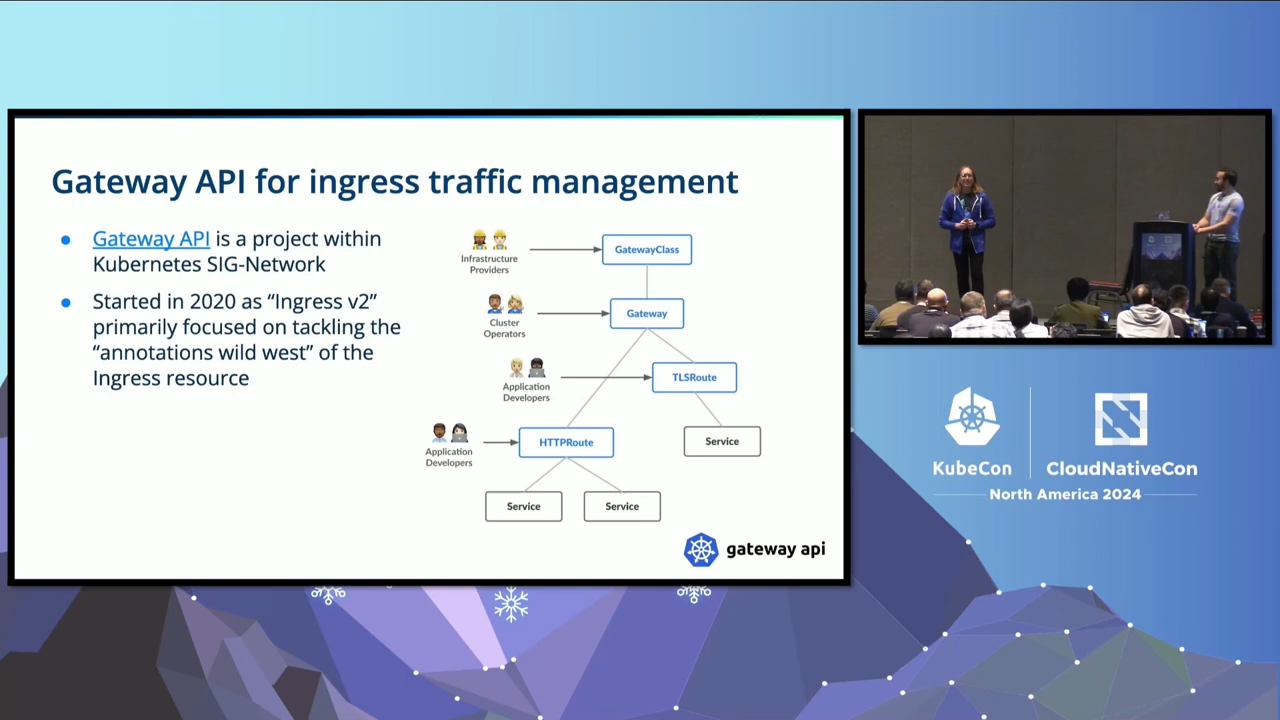 Gateway API for ingress traffic management
Gateway API is a project within
Kubernetes SIG-Network
Started in 2020 as “Ingress v2”
primarily focused on tackling the
“annotations wild west” of the
Ingress resource
Infrastructure
Providers
GatewayClass
Cluster
Operators
Gateway
Application
Developers
TLSRoute
Application
Developers
HTTPRoute
Service
Service
Service
gateway api
KubeCon
CloudNativeCon
North America 2024